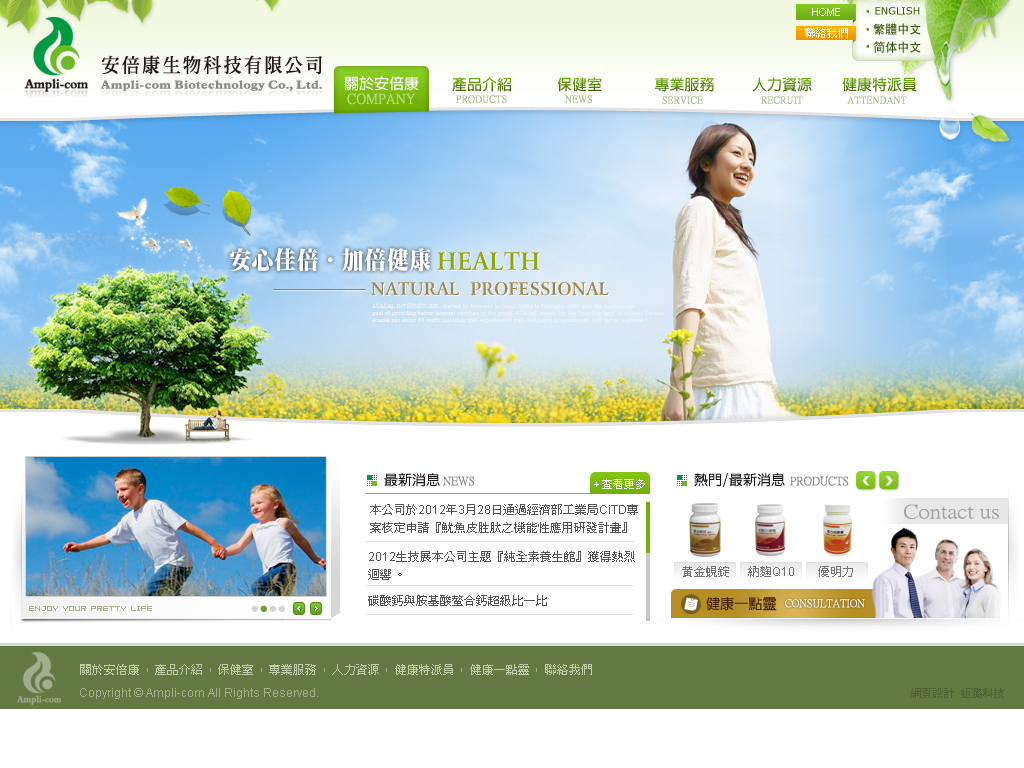 HOME
聯絡我們
ENGLISH
繁體中文
简体中文
Ampli-com
安倍康生物科技有限公司
Ampli-com Biotechnology Co., Ltd.
關於安倍康
COMPANY
產品介紹
PRODUCTS
保健室
NEWS
專業服務
SERVICE
人力資源
RECRUIT
健康特派員
ATTENDANT
安心佳倍·加倍健康 HEALTH
NATURAL PROFESSIONAL
ENJOY YOUR PRETTY LIFE
最新消息 NEWS
+查看更多
本公司於2012年3月28日通過經濟部工業局CiTD專
案核定申請『魷魚皮胜肽之機能性應用研發計畫』
2012生技展本公司主題『純全素養生館』獲得熱烈
迴響 。
碳酸鈣與胺基酸螯合鈣超級比一比
熱門/最新消息 PRODUCTS
黃金蜆錠
納麴Q10
優明力
Contact us
健康一點靈 CONSULTATION
Ampli-com
關於安倍康
產品介紹
保健室
專業服務
人力資源
健康特派員
健康一點靈
聯絡我們
Copyright © Ampli-com All Rights Reserved.
網頁設計